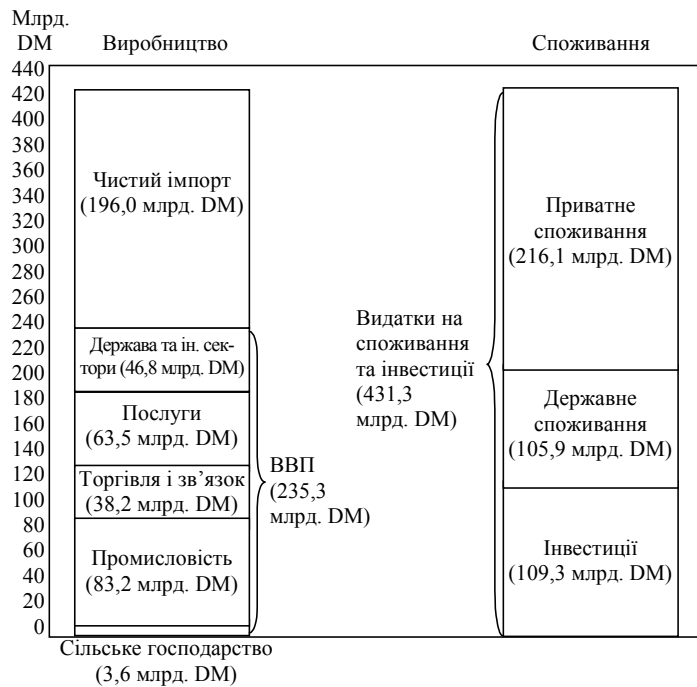 Млрд.
DM
Виробництво
Споживання
440
420
400
380
360
340
320
300
280
260
240
220
200
180
160
140
120
100
80
60
40
20
0
Чистий імпорт
(196,0 млрд. DM)
Держава та ін. сек-
тори (46,8 млрд. DM)
Послуги
(63,5 млрд. DM)
Торгівля і зв’язок
(38,2 млрд. DM)
Промисловість
(83,2 млрд. DM)
Сільське господарство
(3,6 млрд. DM)
ВВП
(235,3
млрд. DM)
Видатки на
споживання
та інвестиції
(431,3
млрд. DM)
Приватне
споживання
(216,1 млрд. DM)
Державне
споживання
(105,9 млрд. DM)
Інвестиції
(109,3 млрд. DM)